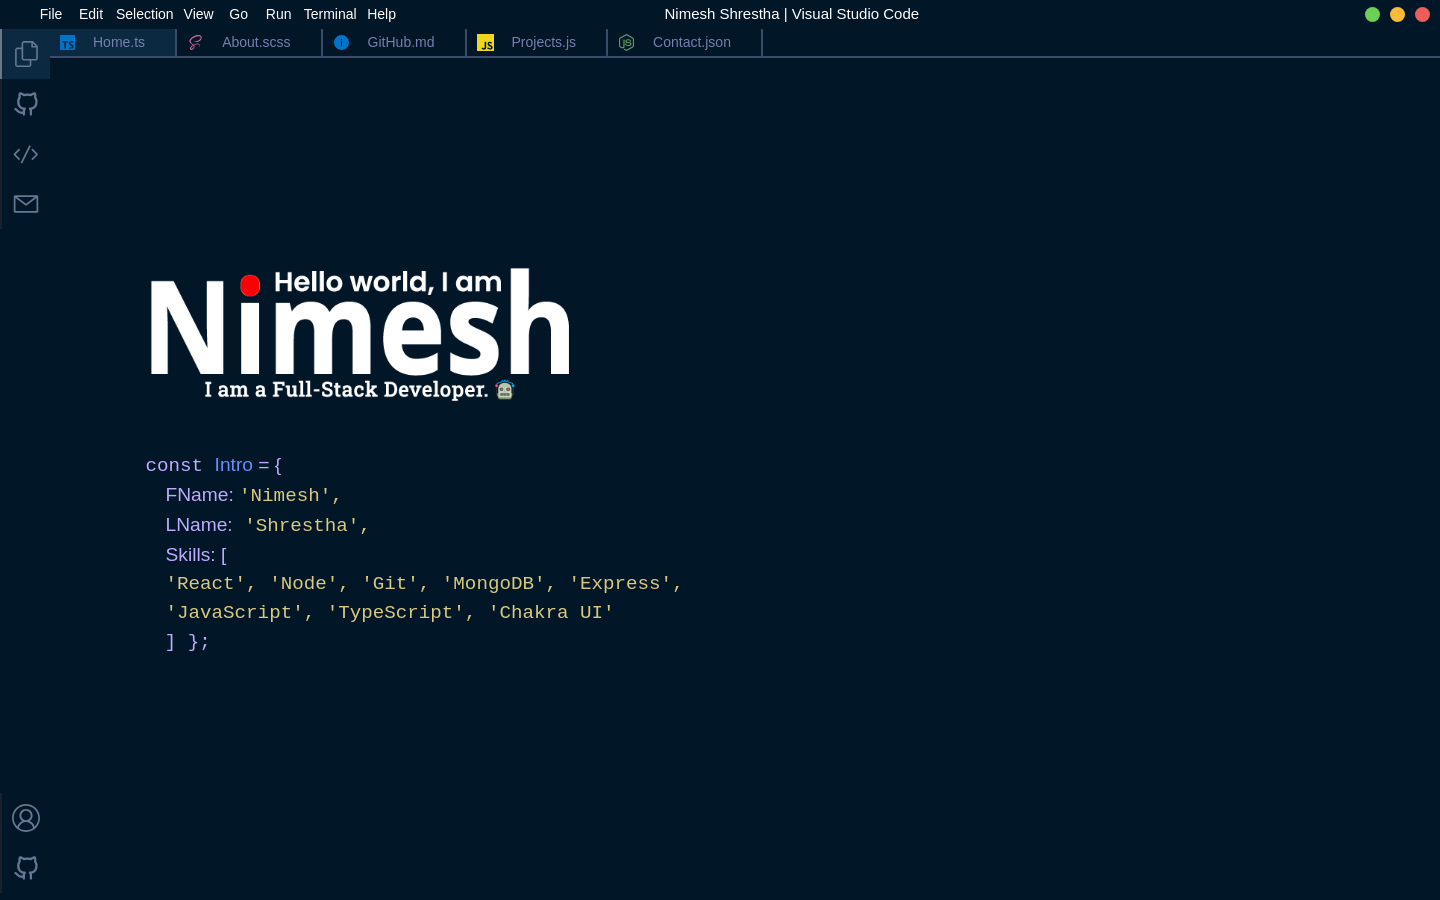 File Edit Selection View Go Run Terminal Help
Nimesh Shrestha | Visual Studio Code
TS Home.ts
About.scss
i GitHub.md
JS Projects.js
JS Contact.json
Hello world, I am
Nimesh
I am a Full-Stack Developer.
const Intro = {
FName: 'Nimesh',
LName: 'Shrestha',
Skills: [
'React', 'Node', 'Git', 'MongoDB', 'Express',
'JavaScript', 'TypeScript', 'Chakra UI'
] };